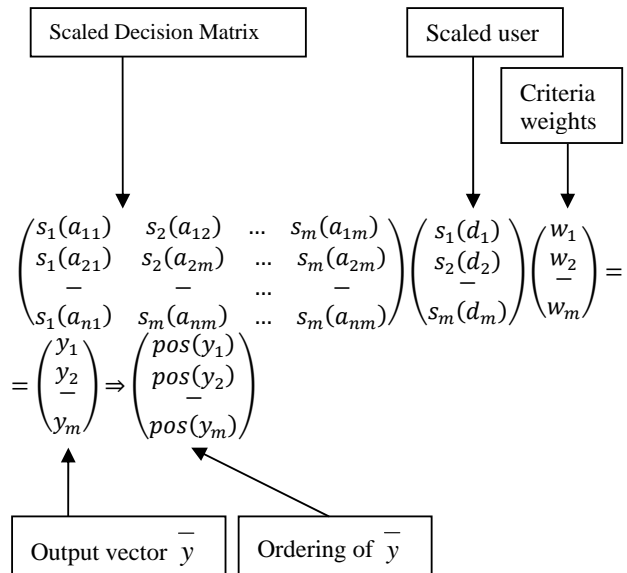 Scaled Decision Matrix
Scaled user
Criteria
weights
(s₁(a₁₁) s₂(a₁₂) … sₘ(a₁ₘ)) (s₁(d₁)) (w₁)
(s₁(a₂₁) s₂(a₂ₘ) … sₘ(a₂ₘ)) (s₂(d₂)) (w₂) =
(— — … —) (—) (—)
(s₁(aₙ₁) sₘ(aₙₘ) … sₘ(aₙₘ)) (sₘ(dₘ)) (wₘ)
(y₁) (pos(y₁))
= (y₂) ⇒ (pos(y₂))
(—) (—)
(yₘ) (pos(yₘ))
Output vector y̅
Ordering of y̅